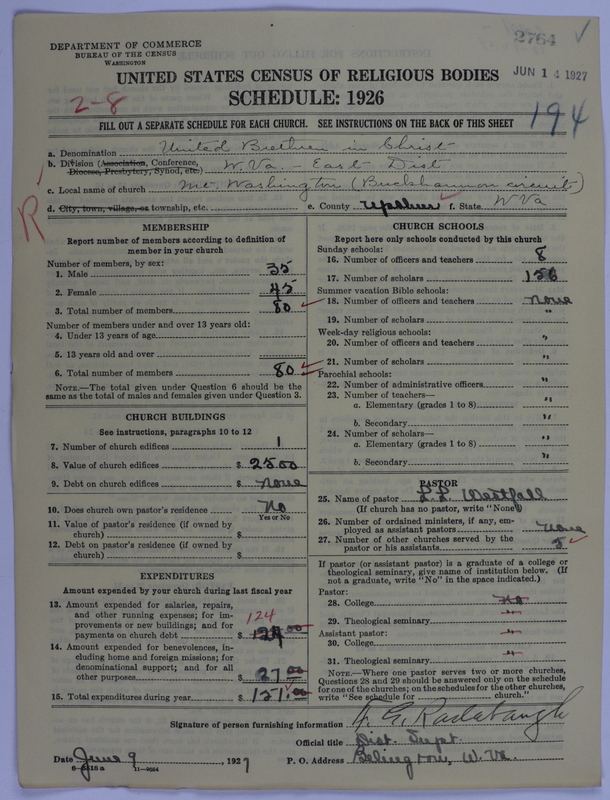 2764
JUN 14 1927
194
DEPARTMENT OF COMMERCE
BUREAU OF THE CENSUS
WASHINGTON
UNITED STATES CENSUS OF RELIGIOUS BODIES
SCHEDULE: 1926
2-8
FILL OUT A SEPARATE SCHEDULE FOR EACH CHURCH. SEE INSTRUCTIONS ON THE BACK OF THIS SHEET
R
a. Denomination United Brethren in Christ
b. Division (Association, Conference, Diocese, Presbytery, Synod, etc.) W. Va. - East Dist
c. Local name of church Mt. Washington (Buckhannon circuit)
d. City, town, village, or township, etc. e. County Upshur f. State W Va
MEMBERSHIP
Report number of members according to definition of
member in your church
Number of members, by sex:
1. Male 35
2. Female 45
3. Total number of members 80
Number of members under and over 13 years old:
4. Under 13 years of age
5. 13 years old and over
6. Total number of members 80
NOTE.—The total given under Question 6 should be the
same as the total of males and females given under Question 3.
CHURCH BUILDINGS
See instructions, paragraphs 10 to 12
7. Number of church edifices 1
8. Value of church edifices $ 2500
9. Debt on church edifices $ none
10. Does church own pastor's residence No
Yes or No
11. Value of pastor's residence (if owned by
church) $
12. Debt on pastor's residence (if owned by
church) $
EXPENDITURES
Amount expended by your church during last fiscal year
13. Amount expended for salaries, repairs,
and other running expenses; for im-
provements or new buildings; and for
payments on church debt $ 124
14. Amount expended for benevolences, in-
cluding home and foreign missions; for
denominational support; and for all
other purposes 27 00
15. Total expenditures during year $ 151.00
CHURCH SCHOOLS
Report here only schools conducted by this church
Sunday schools:
16. Number of officers and teachers 8
17. Number of scholars
Summer vacation Bible schools:
18. Number of officers and teachers none
19. Number of scholars "
Week-day religious schools:
20. Number of officers and teachers "
21. Number of scholars "
Parochial schools:
22. Number of administrative officers "
23. Number of teachers—
a. Elementary (grades 1 to 8) "
b. Secondary "
24. Number of scholars—
a. Elementary (grades 1 to 8) "
b. Secondary "
PASTOR
25. Name of pastor L. L. Westfall
(If church has no pastor, write "None")
26. Number of ordained ministers, if any, em-
ployed as assistant pastors none
27. Number of other churches served by the
pastor or his assistants 5
If pastor (or assistant pastor) is a graduate of a college or
theological seminary, give name of institution below. (If
not a graduate, write "No" in the space indicated.)
Pastor:
28. College No
29. Theological seminary "
Assistant pastor:
30. College "
31. Theological seminary "
NOTE.—Where one pastor serves two or more churches,
Questions 28 and 29 should be answered only on the schedule
for one of the churches; on the schedules for the other churches,
write "See schedule for church."
Signature of person furnishing information Radabaugh
Official title Dist. Supt.
Date June 9, 1927 P. O. Address Belington, W. Va.
11-9524